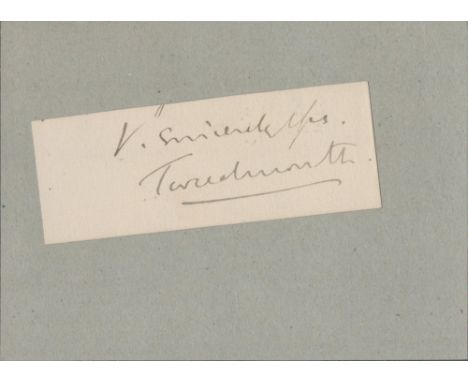 V. Sincerely Yrs.
Tweedmouth.